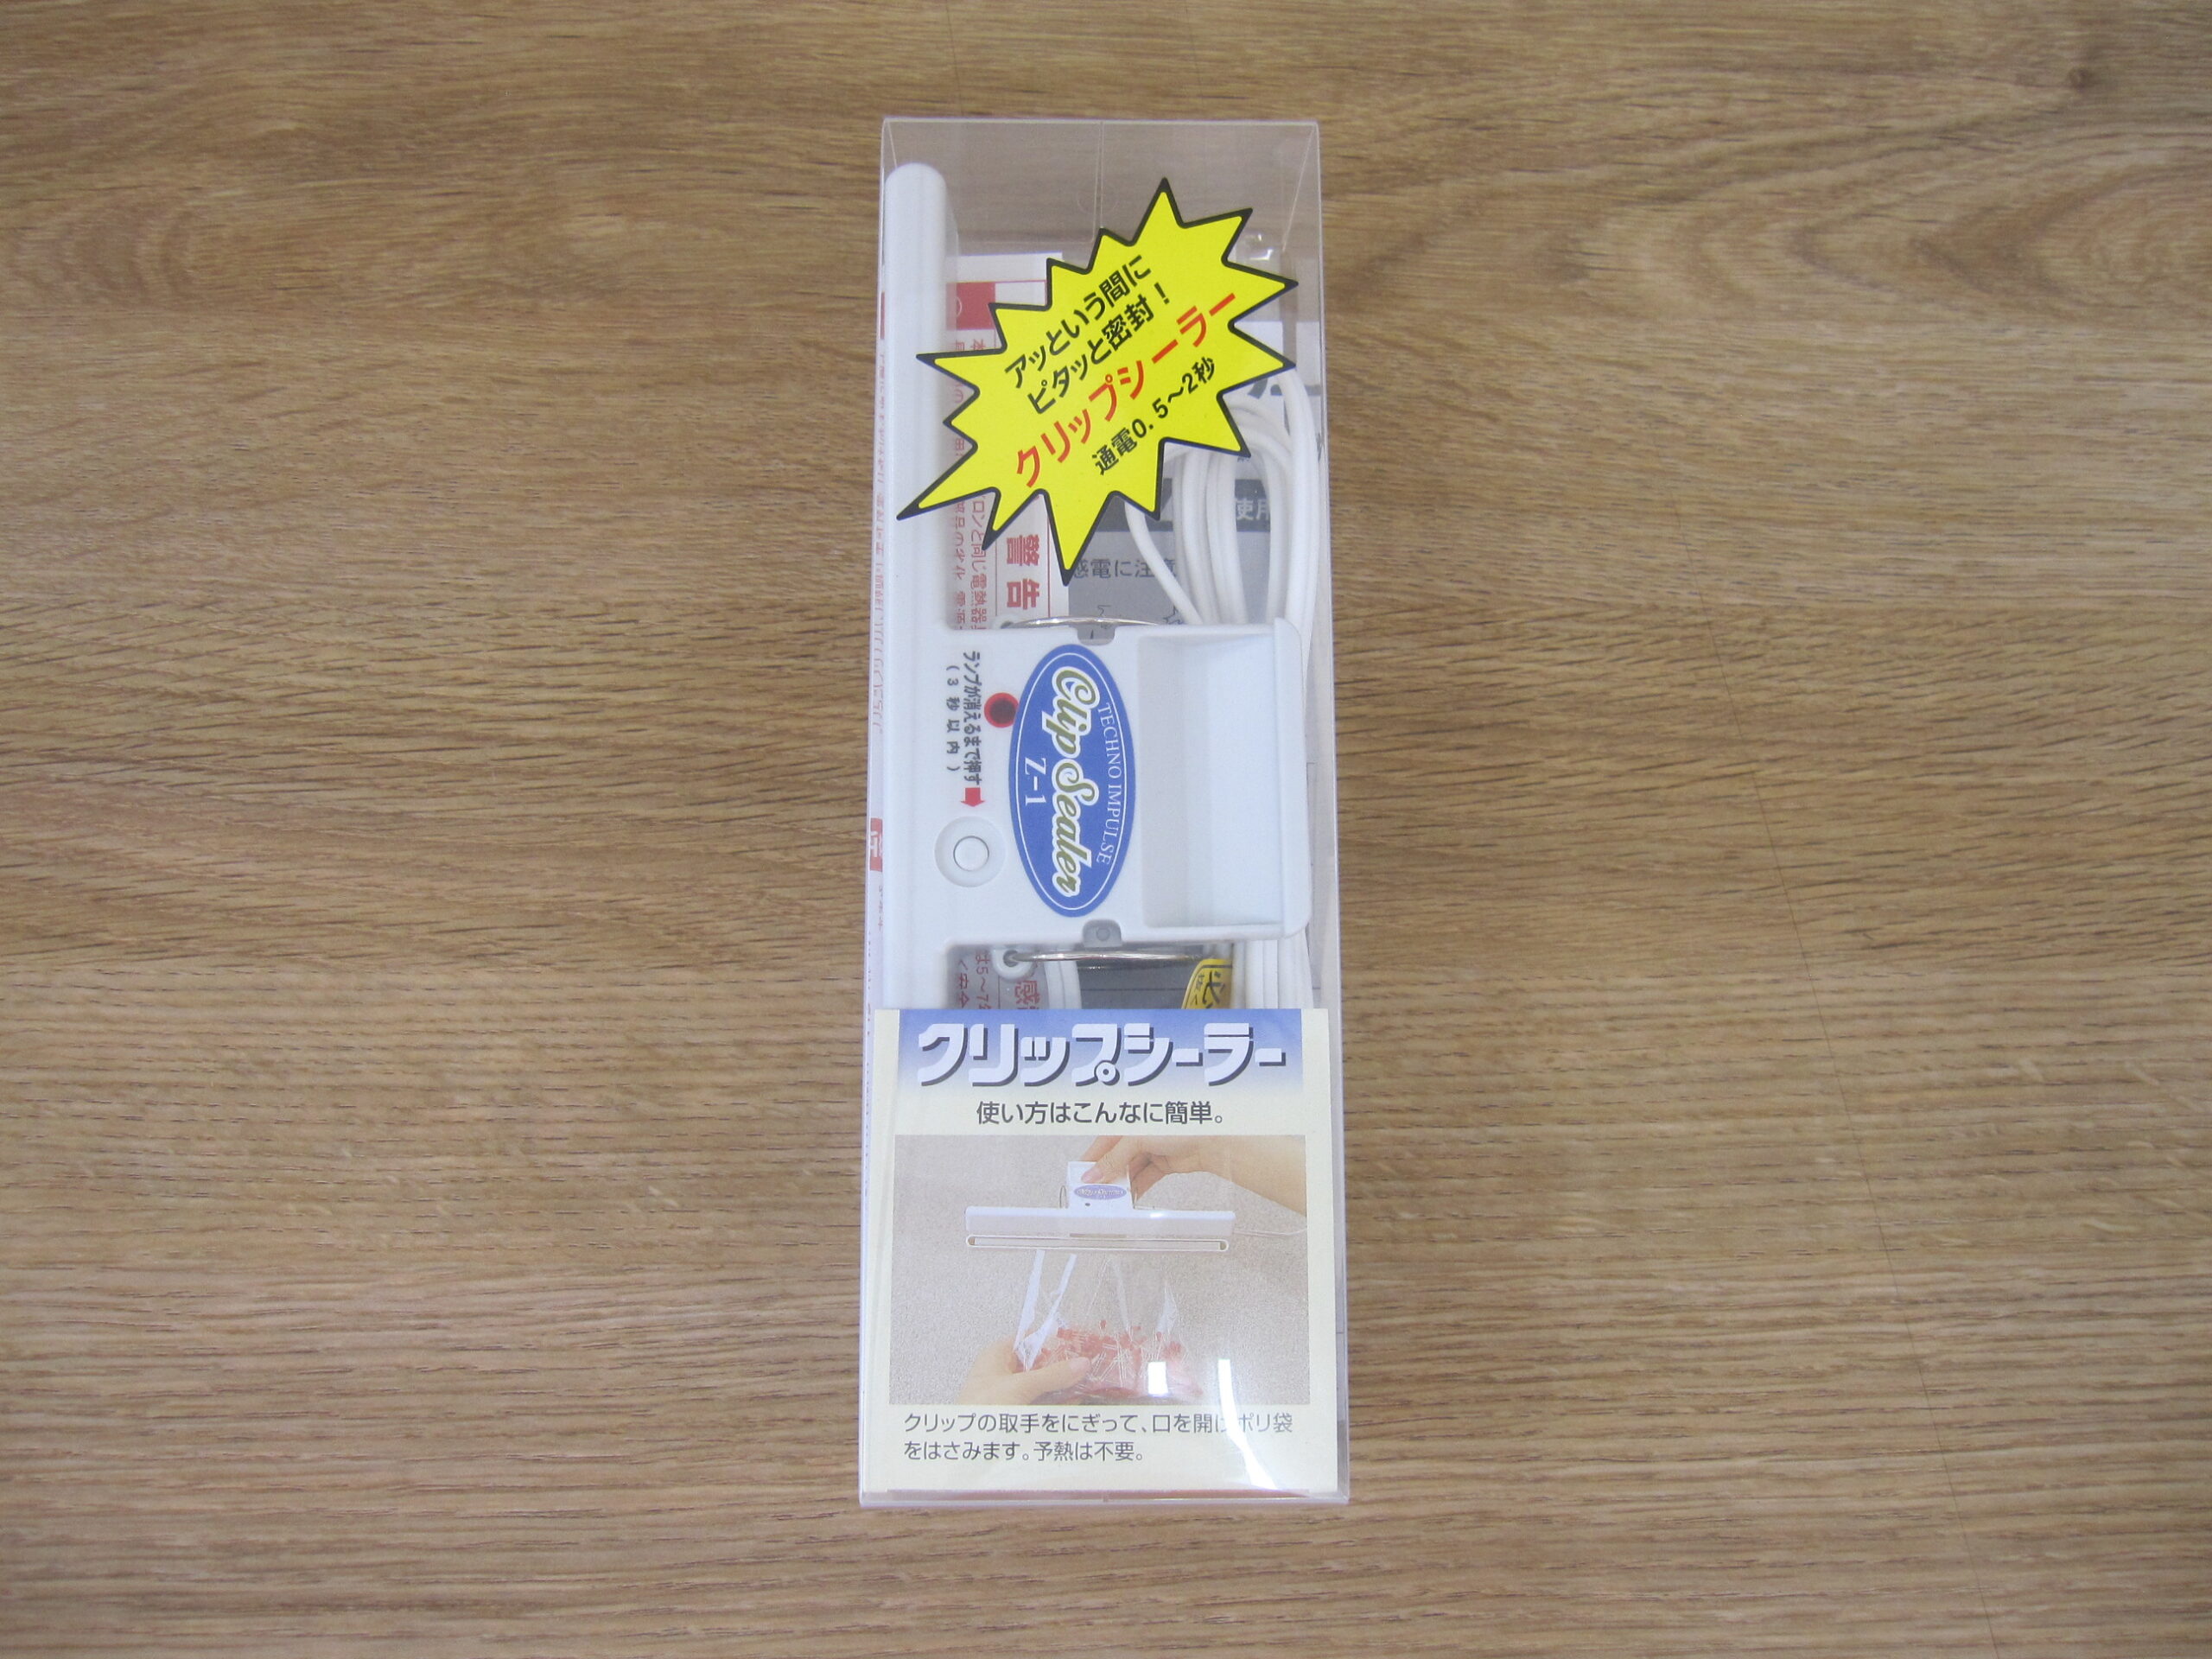 アッという間に
ピタッと密封！
クリップシーラー
通電0.5～2秒
警告
使用
感電に注意
ランプが消えるまで押す
(3秒以内)
TECHNO IMPULSE
Clip Sealer
Z-1
クリップシーラー
使い方はこんなに簡単。
クリップの取手をにぎって、口を開けポリ袋
をはさみます。予熱は不要。